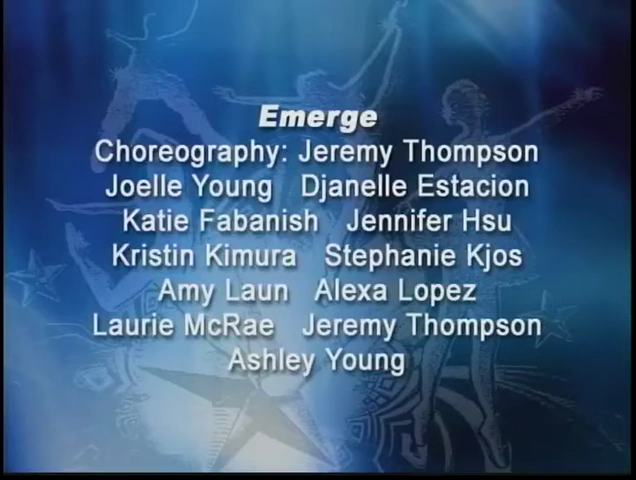 Emerge
Choreography: Jeremy Thompson
Joelle Young Djanelle Estacion
Katie Fabanish Jennifer Hsu
Kristin Kimura Stephanie Kjos
Amy Laun Alexa Lopez
Laurie McRae Jeremy Thompson
Ashley Young